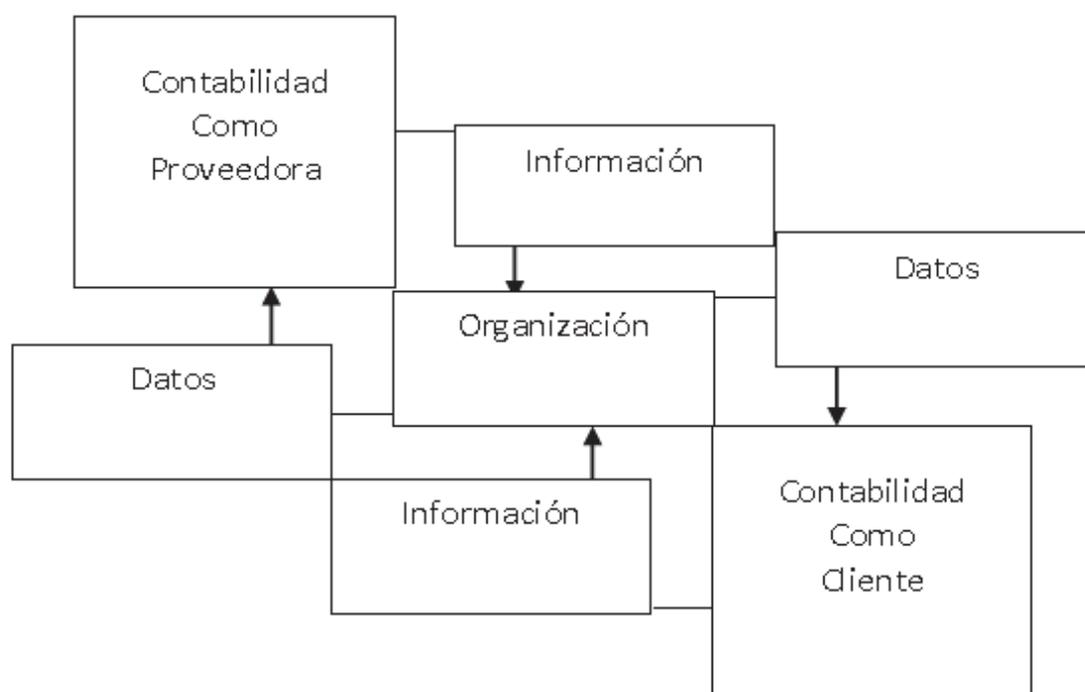 Contabilidad
Como
Proveedora
Información
Datos
Organización
Datos
Información
Contabilidad
Como
Cliente